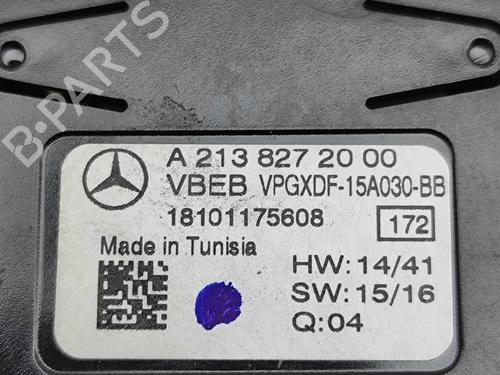 B-PARTS
A 213 827 20 00
VBEB VPGXDF-15A030-BB
18101175608 172
Made in Tunisia
HW: 14/41
SW: 15/16
Q: 04